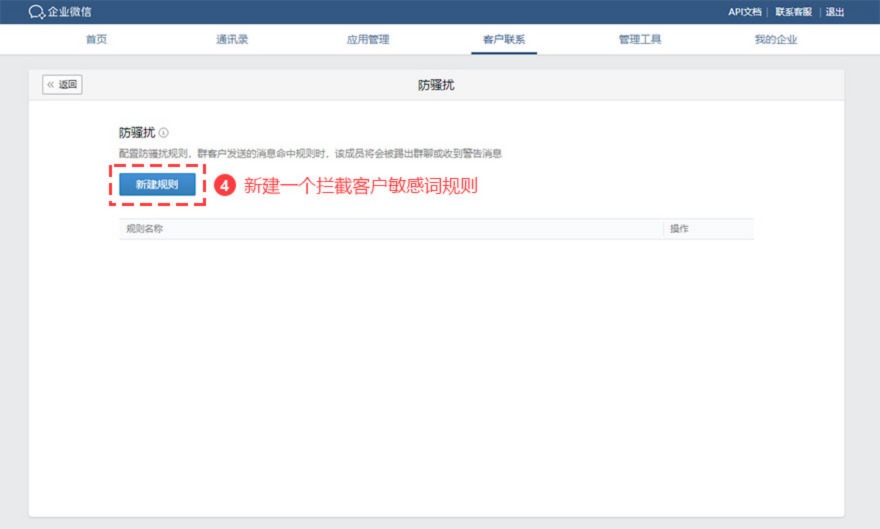 企业微信
API文档 | 联系客服 | 退出
首页 通讯录 应用管理 客户联系 管理工具 我的企业
« 返回 防骚扰
防骚扰
配置防骚扰规则，群客户发送的消息命中规则时，该成员将会被踢出群聊或收到警告消息
新建规则 4 新建一个拦截客户敏感词规则
规则名称 操作